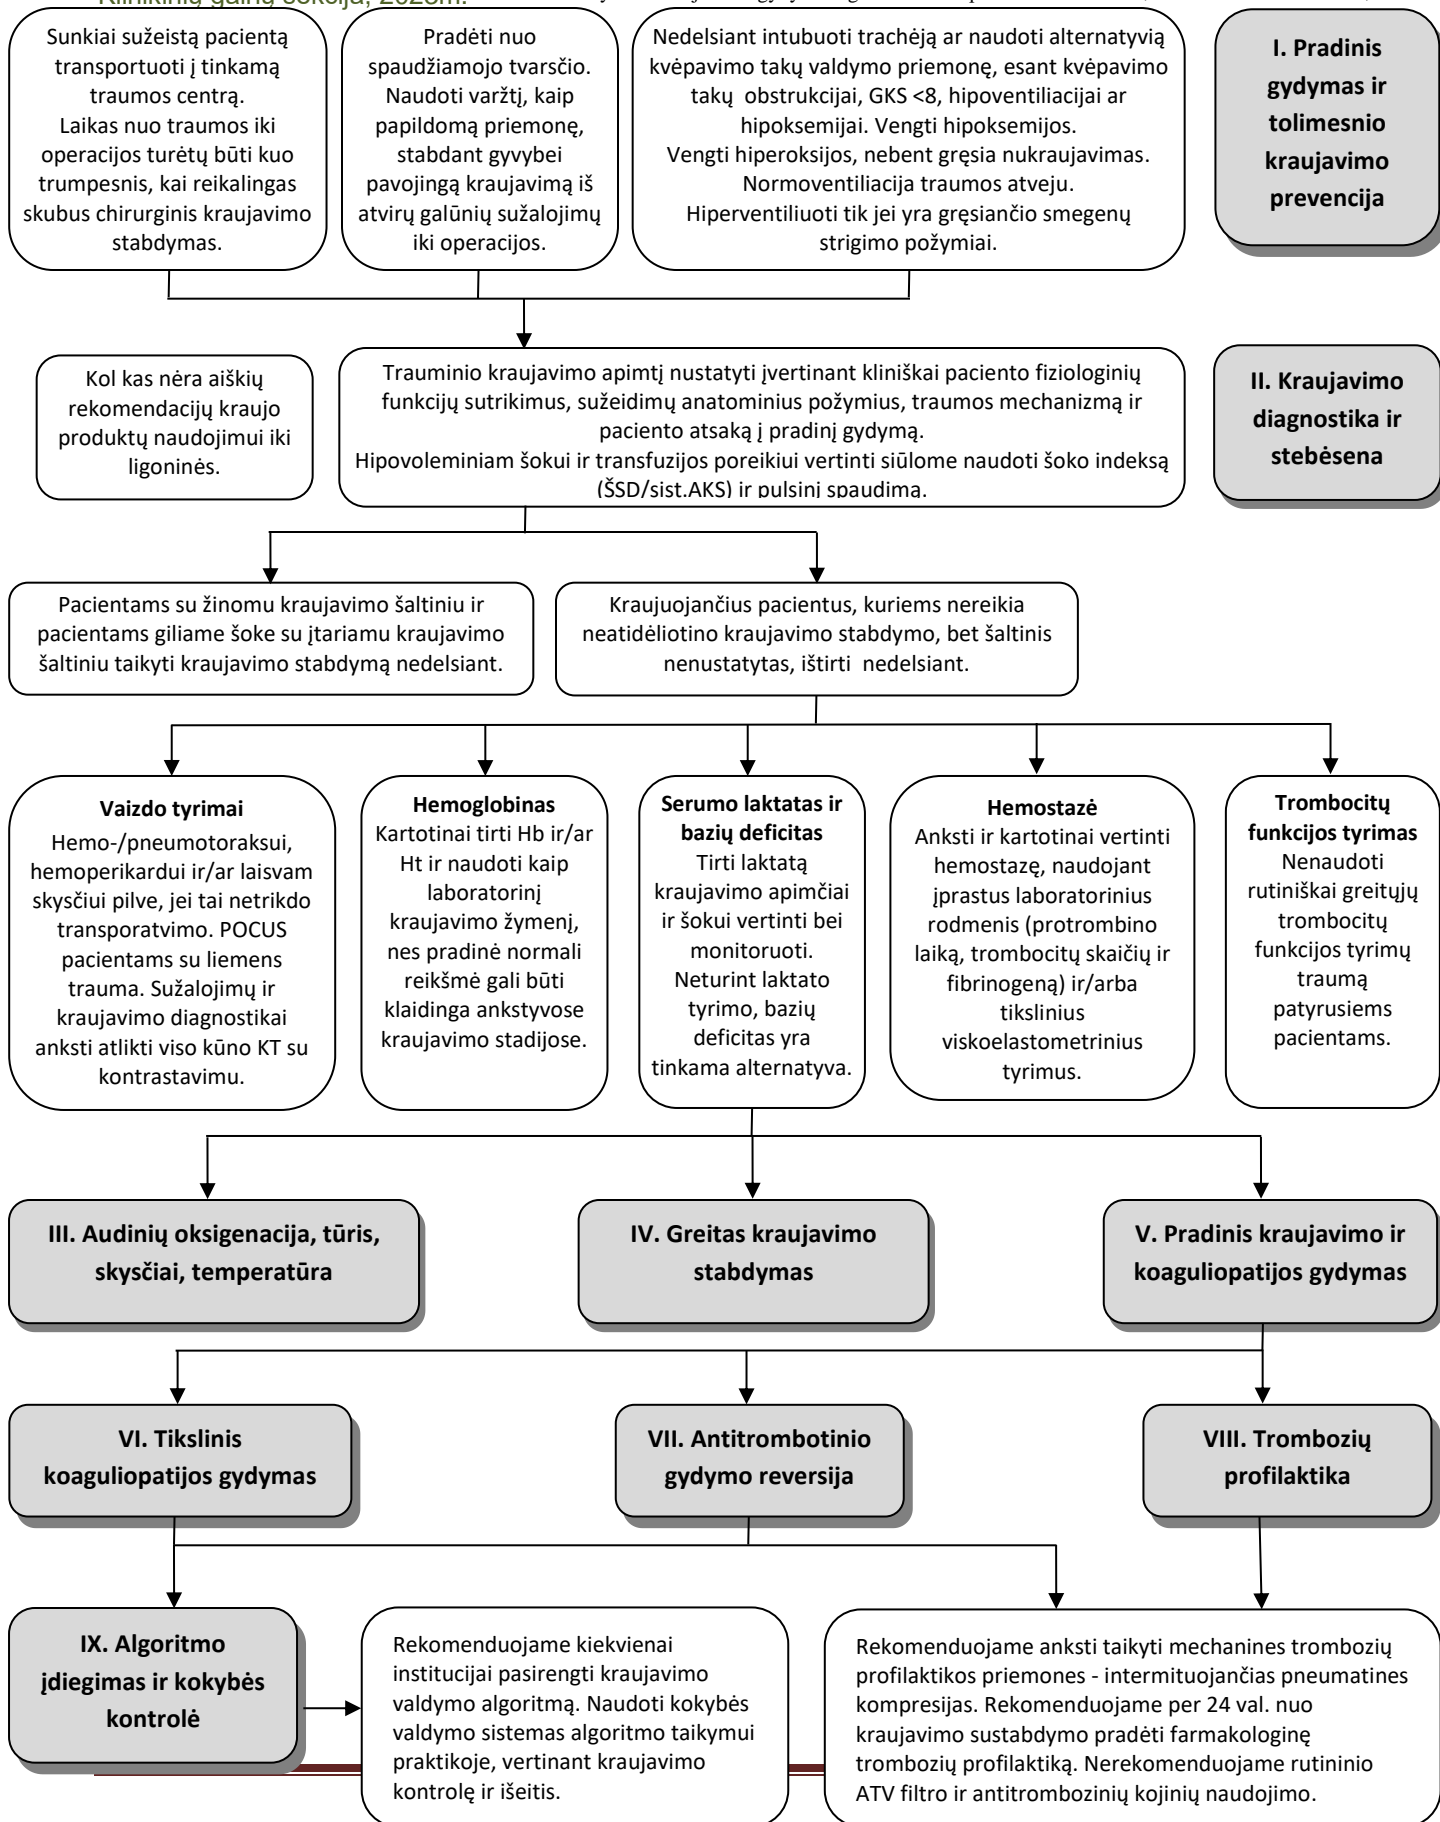 Klinikinių gairių sekcija, 2023m.
Sunkiai sužeistą pacientą
transportuoti į tinkamą
traumos centrą.
Laikas nuo traumos iki
operacijos turėtų būti kuo
trumpesnis, kai reikalingas
skubus chirurginis kraujavimo
stabdymas.
Pradėti nuo
spaudžiamojo tvarsčio.
Naudoti varžtį, kaip
papildomą priemonę,
stabdant gyvybei
pavojingą kraujavimą iš
atvirų galūnių sužalojimų
iki operacijos.
Nedelsiant intubuoti trachėją ar naudoti alternatyvią
kvėpavimo takų valdymo priemonę, esant kvėpavimo
takų obstrukcijai, GKS <8, hipoventiliacijai ar
hipoksemijai. Vengti hipoksemijos.
Vengti hiperoksijos, nebent gręsia nukraujavimas.
Normoventiliacija traumos atveju.
Hiperventiliuoti tik jei yra gręsiančio smegenų
strigimo požymiai.
I. Pradinis
gydymas ir
tolimesnio
kraujavimo
prevencija
Kol kas nėra aiškių
rekomendacijų kraujo
produktų naudojimui iki
ligoninės.
Trauminio kraujavimo apimtį nustatyti įvertinant kliniškai paciento fiziologinių
funkcijų sutrikimus, sužeidimų anatominius požymius, traumos mechanizmą ir
paciento atsaką į pradinį gydymą.
Hipovoleminiam šokui ir transfuzijos poreikiui vertinti siūlome naudoti šoko indeksą
(ŠSD/sist.AKS) ir pulsinį spaudimą.
II. Kraujavimo
diagnostika ir
stebėsena
Pacientams su žinomu kraujavimo šaltiniu ir
pacientams giliame šoke su įtariamu kraujavimo
šaltiniu taikyti kraujavimo stabdymą nedelsiant.
Kraujuojančius pacientus, kuriems nereikia
neatidėliotino kraujavimo stabdymo, bet šaltinis
nenustatytas, ištirti nedelsiant.
Vaizdo tyrimai
Hemo-/pneumotoraksui,
hemoperikardui ir/ar laisvam
skysčiui pilve, jei tai netrikdo
transporatvimo. POCUS
pacientams su liemens
trauma. Sužalojimų ir
kraujavimo diagnostikai
anksti atlikti viso kūno KT su
kontrastavimu.
Hemoglobinas
Kartotinai tirti Hb ir/ar
Ht ir naudoti kaip
laboratorinį
kraujavimo žymenį,
nes pradinė normali
reikšmė gali būti
klaidinga ankstyvose
kraujavimo stadijose.
Serumo laktatas ir
bazių deficitas
Tirti laktatą
kraujavimo apimčiai
ir šokui vertinti bei
monitoruoti.
Neturint laktato
tyrimo, bazių
deficitas yra
tinkama alternatyva.
Hemostazė
Anksti ir kartotinai vertinti
hemostazę, naudojant
įprastus laboratorinius
rodmenis (protrombino
laiką, trombocitų skaičių ir
fibrinogeną) ir/arba
tikslinius
viskoelastometrinius
tyrimus.
Trombocitų
funkcijos tyrimas
Nenaudoti
rutiniškai greitųjų
trombocitų
funkcijos tyrimų
traumą
patyrusiems
pacientams.
III. Audinių oksigenacija, tūris,
skysčiai, temperatūra
IV. Greitas kraujavimo
stabdymas
V. Pradinis kraujavimo ir
koaguliopatijos gydymas
VI. Tikslinis
koaguliopatijos gydymas
VII. Antitrombotinio
gydymo reversija
VIII. Trombozių
profilaktika
IX. Algoritmo
įdiegimas ir kokybės
kontrolė
Rekomenduojame kiekvienai
institucijai pasirengti kraujavimo
valdymo algoritmą. Naudoti kokybės
valdymo sistemas algoritmo taikymui
praktikoje, vertinant kraujavimo
kontrolę ir išeitis.
Rekomenduojame anksti taikyti mechanines trombozių
profilaktikos priemones - intermituojančias pneumatines
kompresijas. Rekomenduojame per 24 val. nuo
kraujavimo sustabdymo pradėti farmakologinę
trombozių profilaktiką. Nerekomenduojame rutininio
ATV filtro ir antitrombozinių kojinių naudojimo.